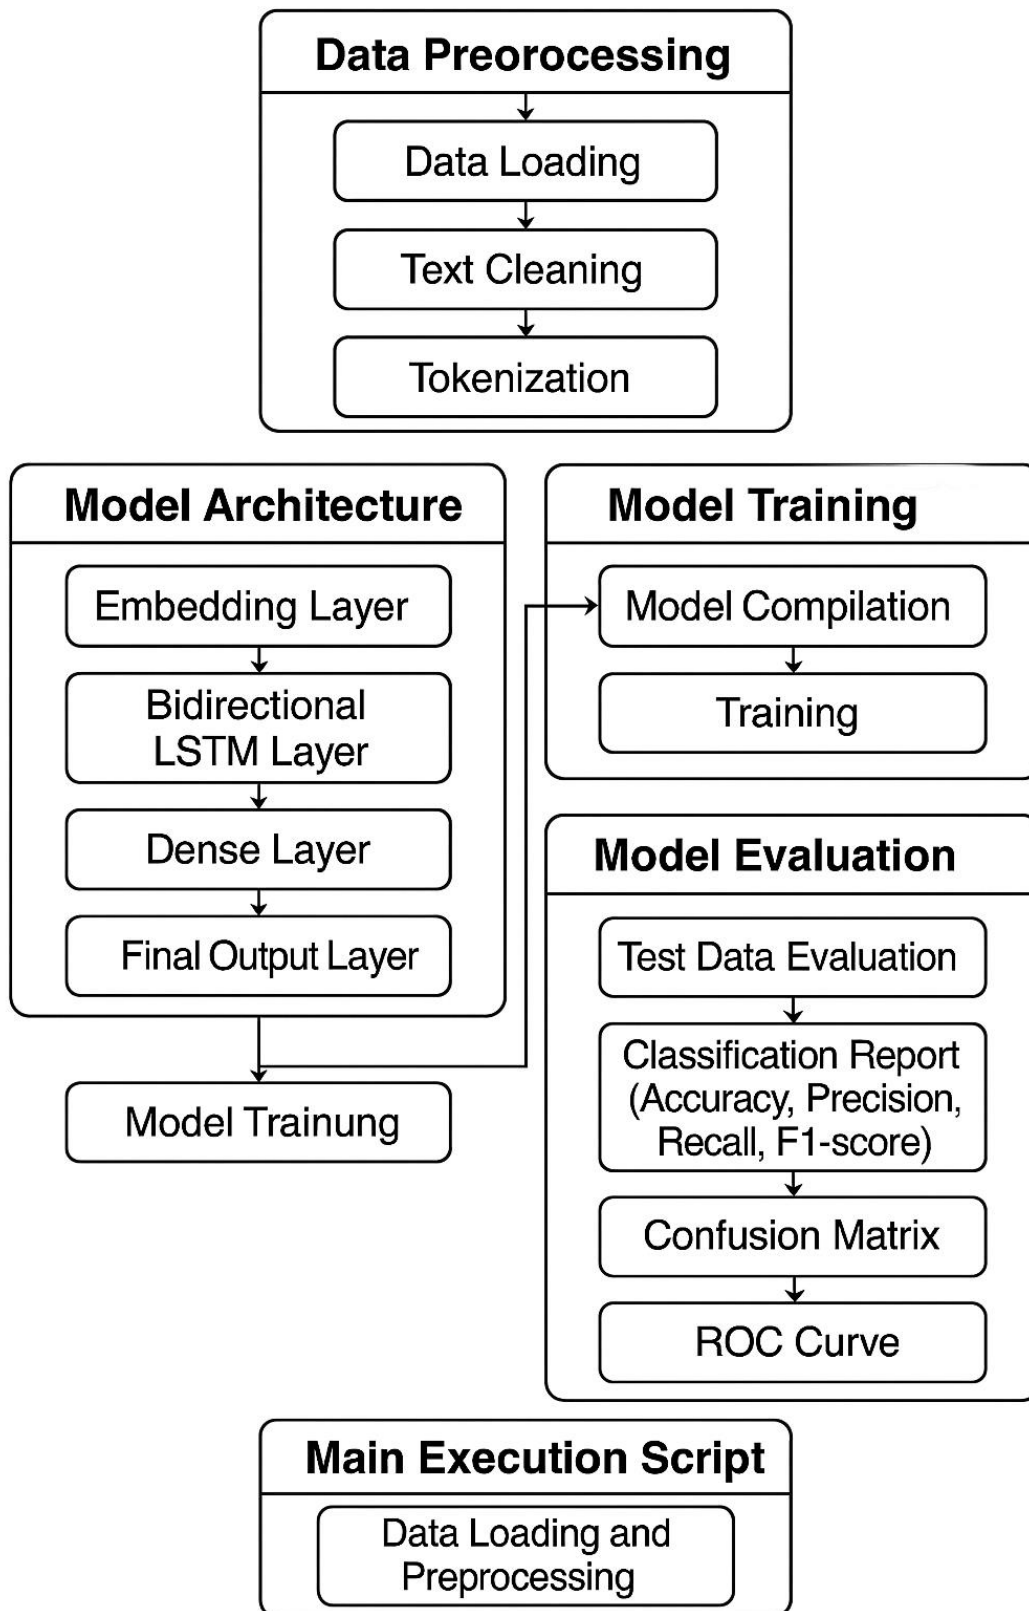 Data Preorocessing
Data Loading
Text Cleaning
Tokenization
Model Architecture
Embedding Layer
Bidirectional
LSTM Layer
Dense Layer
Final Output Layer
Model Trainung
Model Training
Model Compilation
Training
Model Evaluation
Test Data Evaluation
Classification Report
(Accuracy, Precision,
Recall, F1-score)
Confusion Matrix
ROC Curve
Main Execution Script
Data Loading and
Preprocessing